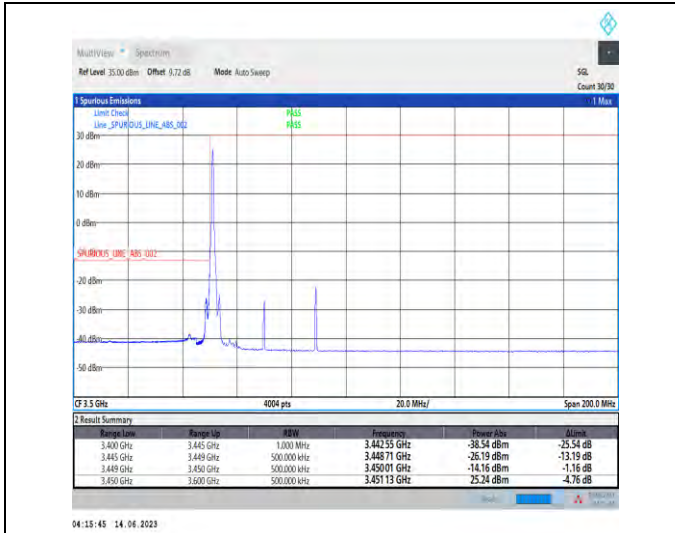 MultiView Spectrum
Ref Level 35.00 dBm Offset 9.72 dB Mode Auto Sweep SGL
Count 30/30
1 Spurious Emissions 1 Max
Limit Check PASS
Line _SPURIOUS_LINE_ABS_002 PASS
30 dBm
20 dBm
10 dBm
0 dBm
_SPURIOUS_LINE_ABS_002
-20 dBm
-30 dBm
-40 dBm
-50 dBm
CF 3.5 GHz 4004 pts 20.0 MHz/ Span 200.0 MHz
2 Result Summary
Range Low Range Up RBW Frequency Power Abs ΔLimit
3.400 GHz 3.445 GHz 1.000 MHz 3.442 55 GHz -38.54 dBm -25.54 dB
3.445 GHz 3.449 GHz 500.000 kHz 3.448 71 GHz -26.19 dBm -13.19 dB
3.449 GHz 3.450 GHz 500.000 kHz 3.450 01 GHz -14.16 dBm -1.16 dB
3.450 GHz 3.600 GHz 500.000 kHz 3.451 13 GHz 25.24 dBm -4.76 dB
04:15:45 14.06.2023